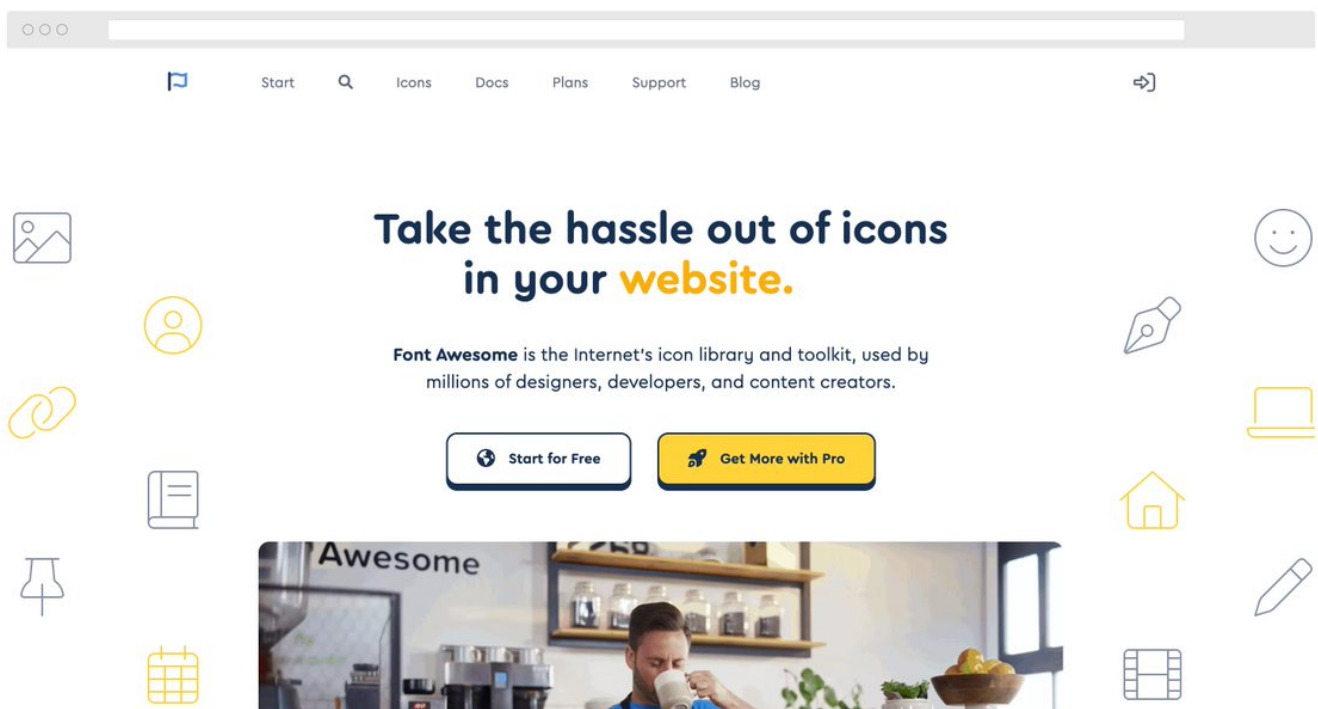 Start
Icons
Docs
Plans
Support
Blog
Take the hassle out of icons
in your website.
Font Awesome is the Internet's icon library and toolkit, used by
millions of designers, developers, and content creators.
Start for Free
Get More with Pro
Awesome